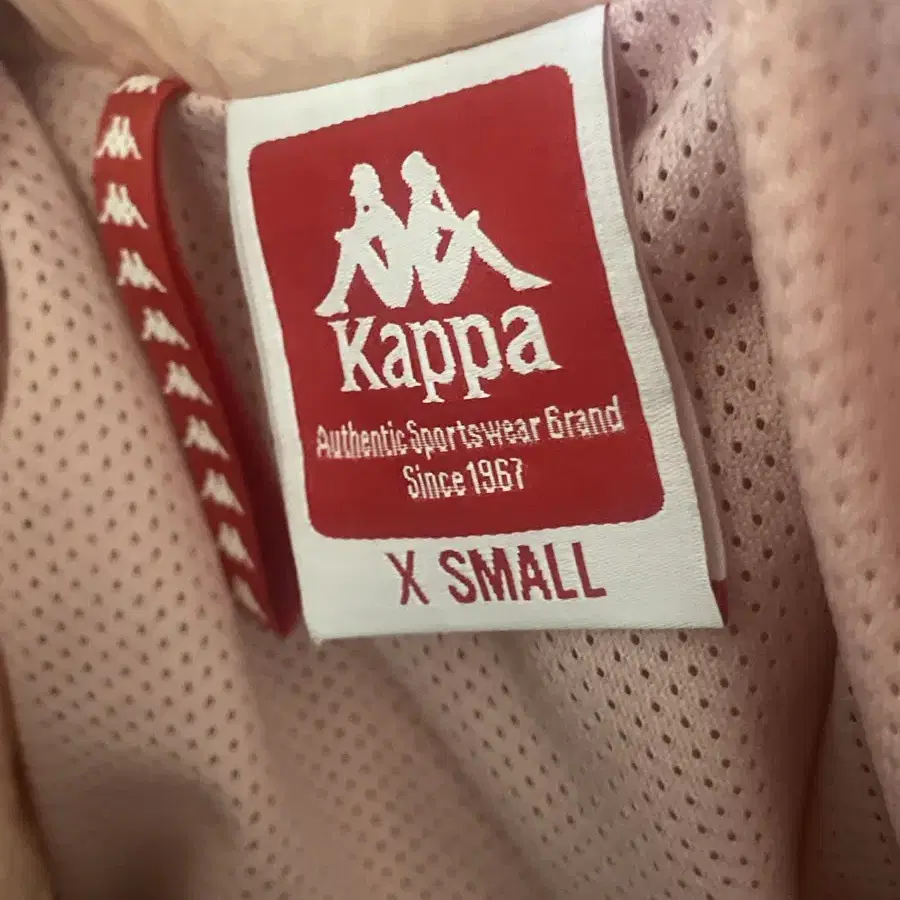 Kappa
Authentic Sportswear Brand
Since 1967
X SMALL